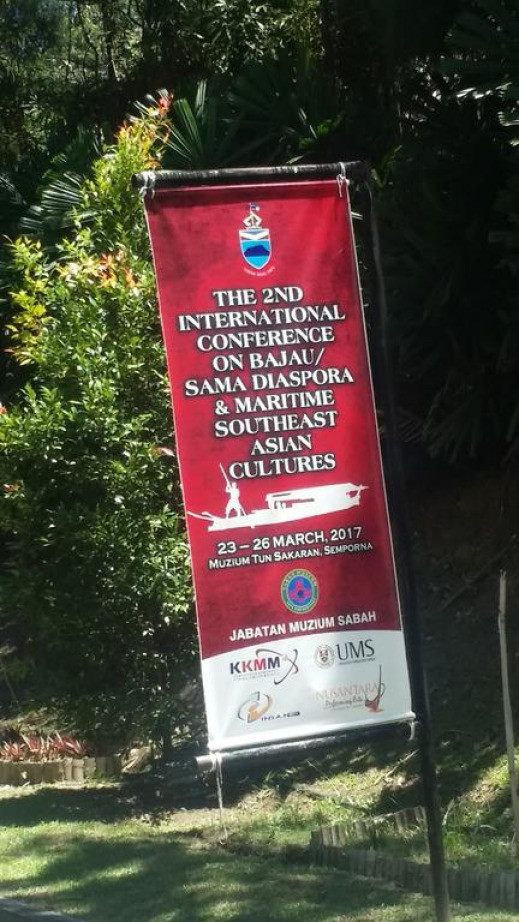 THE 2ND
INTERNATIONAL
CONFERENCE
ON BAJAU/
SAMA DIASPORA
& MARITIME
SOUTHEAST
ASIAN
CULTURES
23 – 26 MARCH, 2017
MUZIUM TUN SAKARAN, SEMPORNA
JABATAN MUZIUM SABAH
KKMM
UMS
NUSANTARA